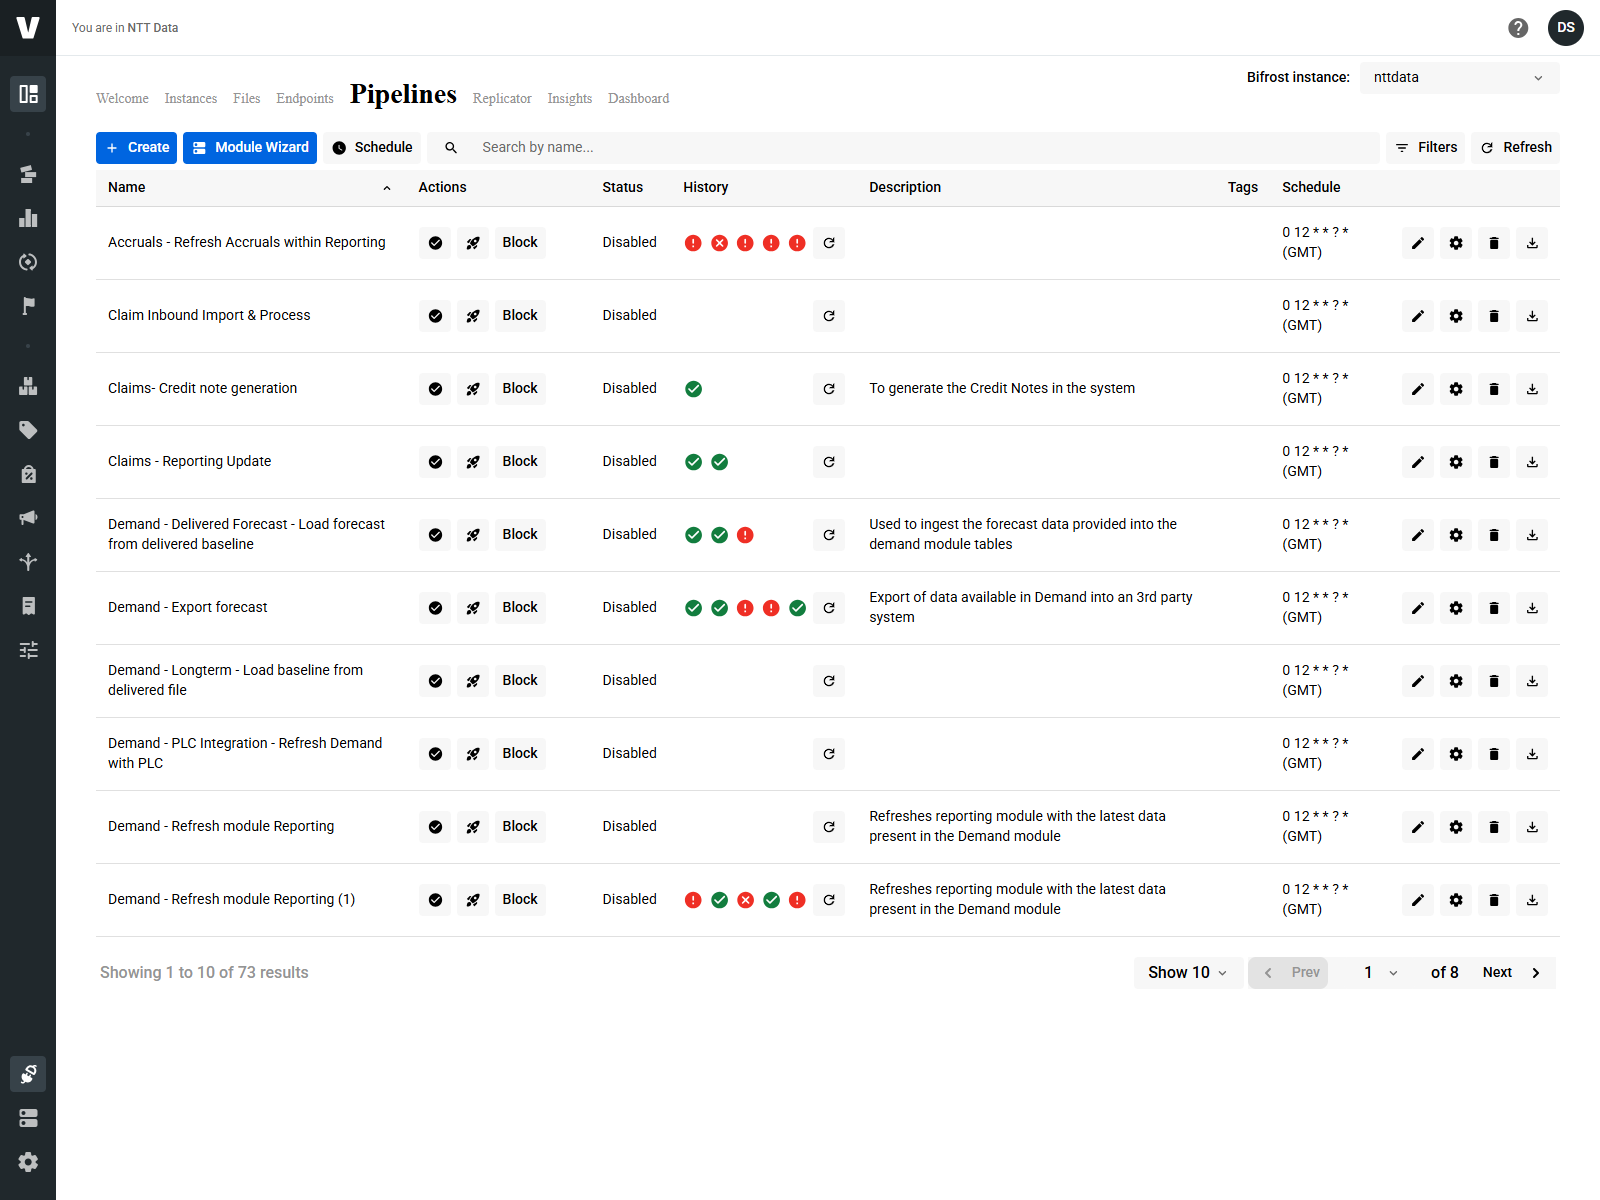 You are in NTT Data
DS
Bifrost instance: nttdata
Welcome Instances Files Endpoints Pipelines Replicator Insights Dashboard
Create Module Wizard Schedule Search by name... Filters Refresh
Name Actions Status History Description Tags Schedule
Accruals - Refresh Accruals within Reporting Block Disabled 0 12 * * ? *
(GMT)
Claim Inbound Import & Process Block Disabled 0 12 * * ? *
(GMT)
Claims- Credit note generation Block Disabled To generate the Credit Notes in the system 0 12 * * ? *
(GMT)
Claims - Reporting Update Block Disabled 0 12 * * ? *
(GMT)
Demand - Delivered Forecast - Load forecast
from delivered baseline
Block Disabled
Used to ingest the forecast data provided into the
demand module tables
0 12 * * ? *
(GMT)
Demand - Export forecast Block Disabled
Export of data available in Demand into an 3rd party
system
0 12 * * ? *
(GMT)
Demand - Longterm - Load baseline from
delivered file
Block Disabled
0 12 * * ? *
(GMT)
Demand - PLC Integration - Refresh Demand
with PLC
Block Disabled
0 12 * * ? *
(GMT)
Demand - Refresh module Reporting Block Disabled
Refreshes reporting module with the latest data
present in the Demand module
0 12 * * ? *
(GMT)
Demand - Refresh module Reporting (1) Block Disabled
Refreshes reporting module with the latest data
present in the Demand module
0 12 * * ? *
(GMT)
Showing 1 to 10 of 73 results Show 10 Prev 1 of 8 Next